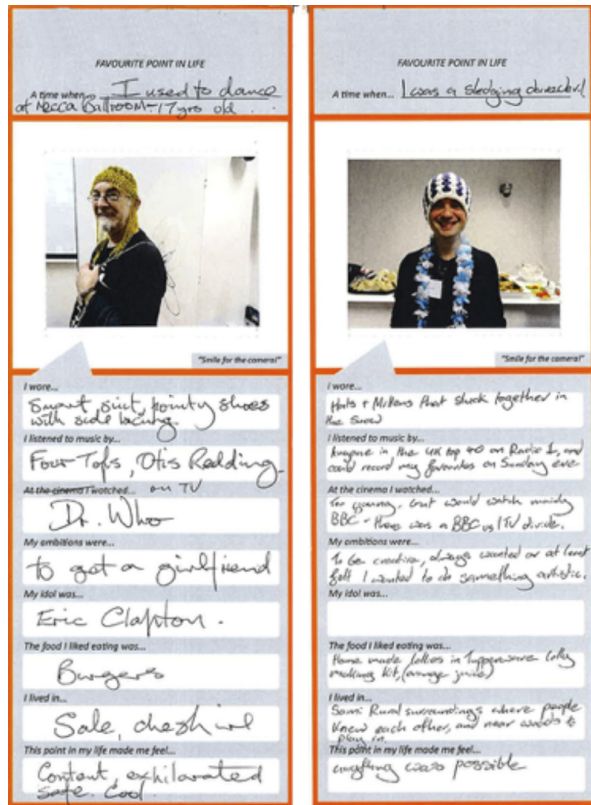 FAVOURITE POINT IN LIFE
A time when... I used to dance
at Mecca Ballroom - 17 yrs old ...
"Smile for the camera!"
I wore...
Smart suit, pointy shoes
with side lacing.
I listened to music by...
Four Tops, Otis Redding.
At the cinema I watched... on TV
Dr. Who
My ambitions were...
to get a girlfriend
My idol was...
Eric Clapton.
The food I liked eating was...
Burgers
I lived in...
Sale, cheshire
This point in my life made me feel...
Content, exhilarated
safe. Cool.
FAVOURITE POINT IN LIFE
A time when... I was a sledging
"Smile for the camera!"
I wore...
Hats + Mittens that stuck together in
the snow
I listened to music by...
Anyone in the UK top 40 on Radio 1, and
could record my favourites on Sunday eve
At the cinema I watched...
Too young, but would watch mainly
BBC - there was a BBC vs ITV divide.
My ambitions were...
To be creative, always wanted or at least
felt I wanted to do something artistic.
My idol was...
The food I liked eating was...
Home made lollies in Tupperware lolly
making kit, (orange juice)
I lived in...
Semi Rural surroundings where people
knew each other, and near woods to
play in.
This point in my life made me feel...
anything was possible